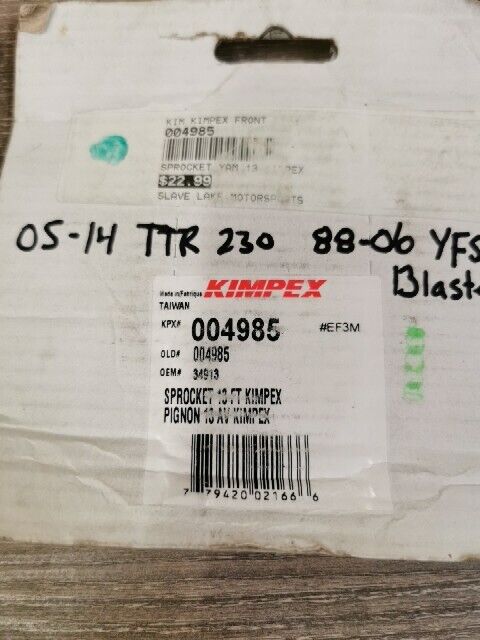 KIM KIMPEX FRONT
004985
SPROCKET YAM 13 KIMPEX
$22.99
SLAVE LAKE MOTORSPORTS
05-14 TTR 230 88-06 YFS
Blaste
Made in/Fabriqué
TAIWAN
KIMPEX
KPX# 004985 #EF3M
OLD# 004985
OEM# 34913
SPROCKET 13 FT KIMPEX
PIGNON 13 AV KIMPEX
7 79420 02166 6